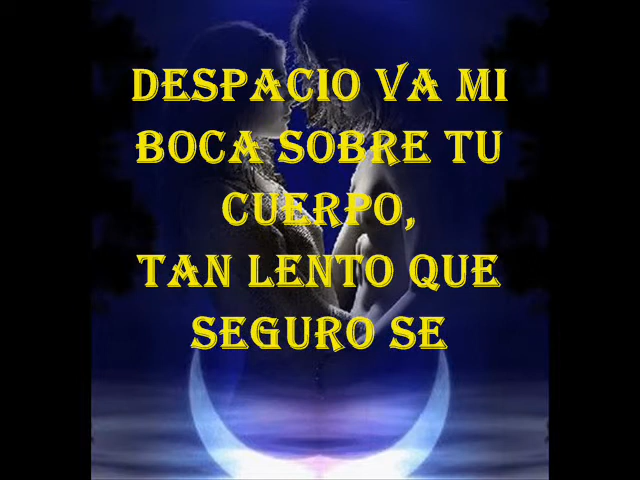 DESPACIO VA MI
BOCA SOBRE TU
CUERPO,
TAN LENTO QUE
SEGURO SE